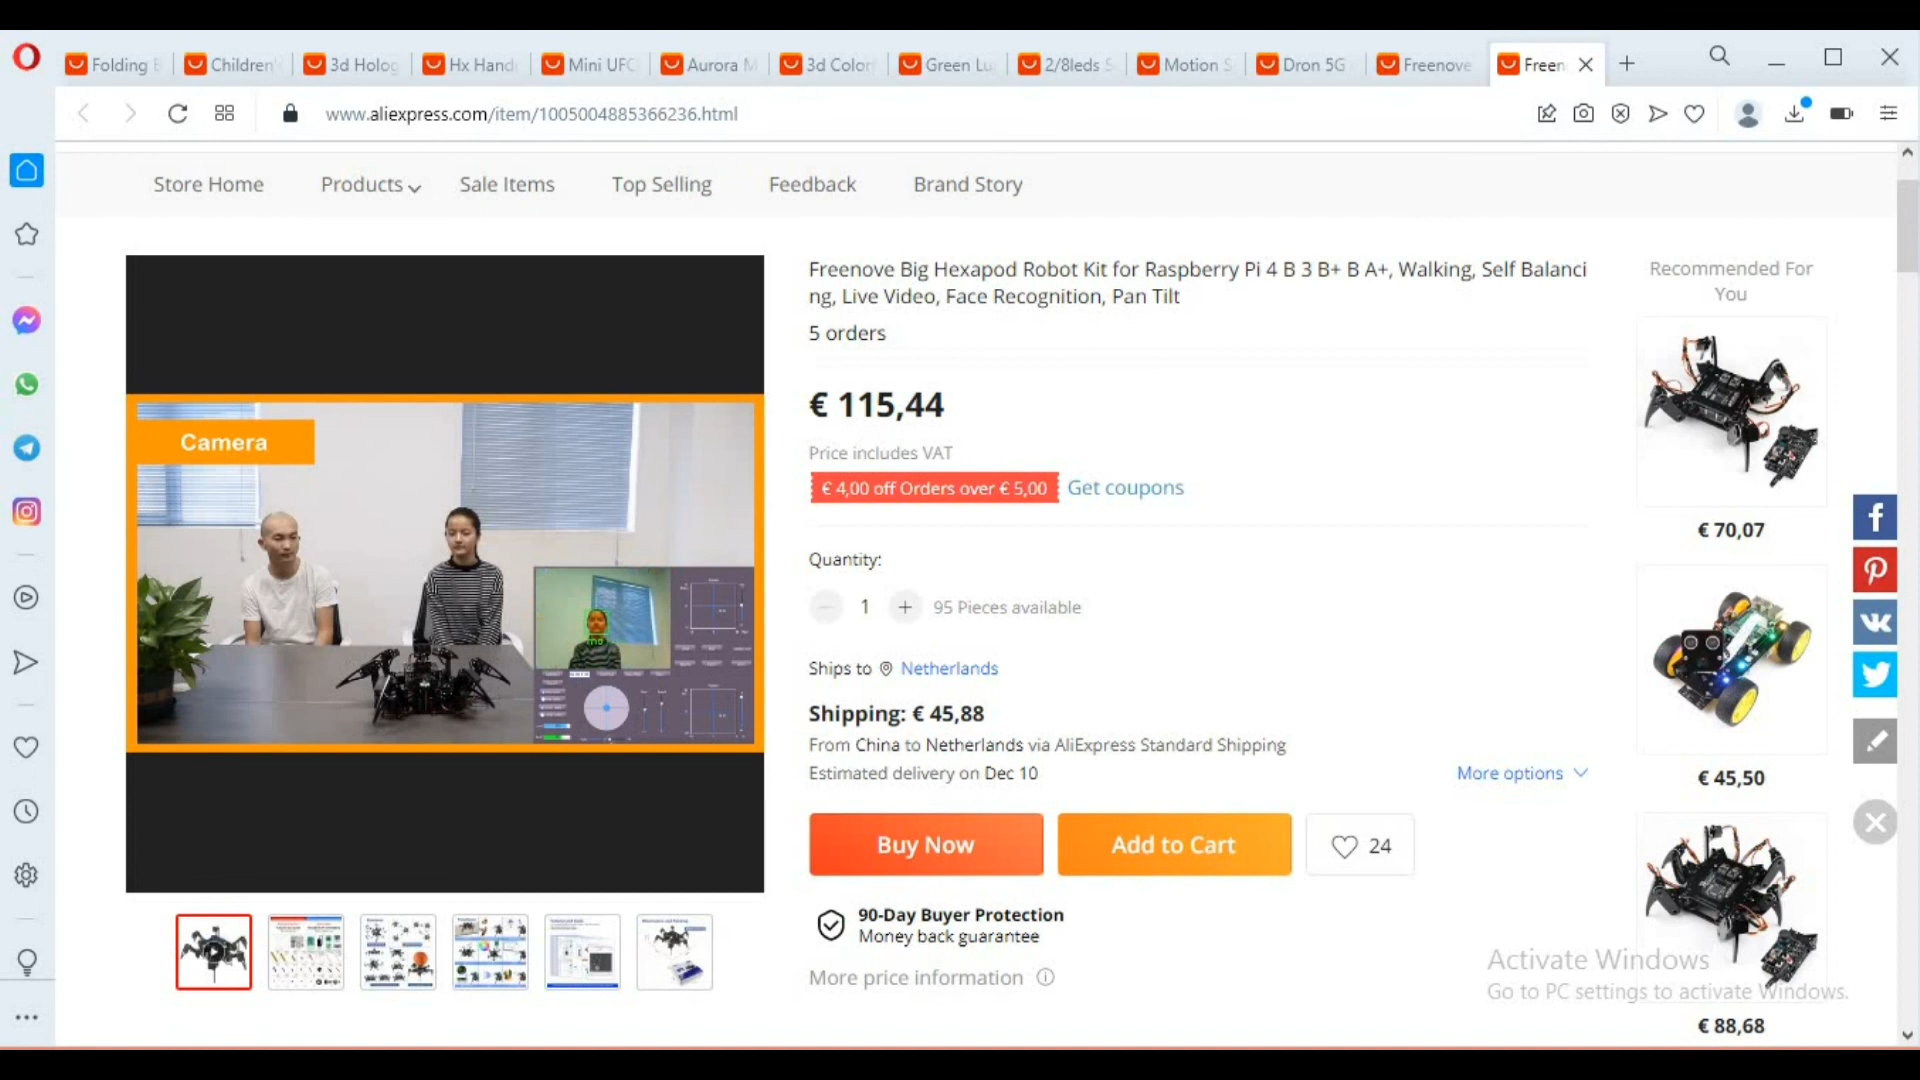 Folding
Children'
3d Holog
Hx Hand
Mini UFO
Aurora M
3d Color
Green Lu
2/8leds S
Motion S
Dron 5G
Freenove
Freen
www.aliexpress.com/item/1005004885366236.html
Store Home
Products
Sale Items
Top Selling
Feedback
Brand Story
Camera
Freenove Big Hexapod Robot Kit for Raspberry Pi 4 B 3 B+ B A+, Walking, Self Balanci
ng, Live Video, Face Recognition, Pan Tilt
5 orders
€ 115,44
Price includes VAT
€ 4,00 off Orders over € 5,00
Get coupons
Quantity:
1
95 Pieces available
Ships to
Netherlands
Shipping: € 45,88
From China to Netherlands via AliExpress Standard Shipping
Estimated delivery on Dec 10
More options
Buy Now
Add to Cart
24
90-Day Buyer Protection
Money back guarantee
More price information
Recommended For
You
€ 70,07
€ 45,50
€ 88,68
Activate Windows
Go to PC settings to activate Windows.